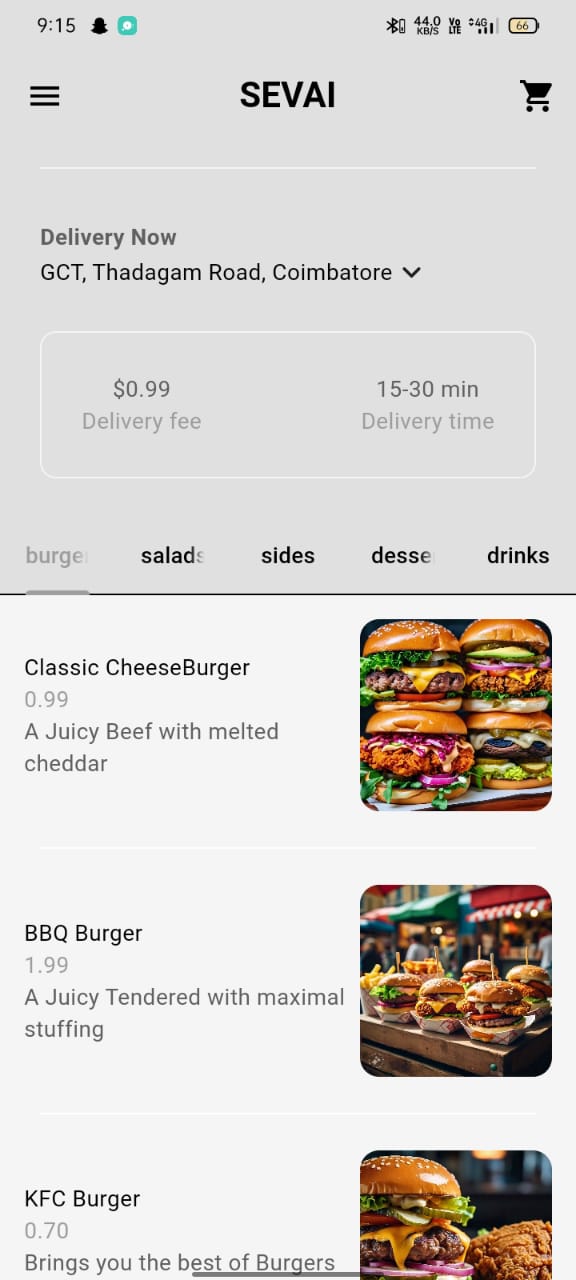 9:15
44.0
KB/S
Vo
LTE
4G
66
SEVAI
Delivery Now
GCT, Thadagam Road, Coimbatore
$0.99
15-30 min
Delivery fee
Delivery time
burge
salads
sides
desse
drinks
Classic CheeseBurger
0.99
A Juicy Beef with melted
cheddar
BBQ Burger
1.99
A Juicy Tendered with maximal
stuffing
KFC Burger
0.70
Brings you the best of Burgers